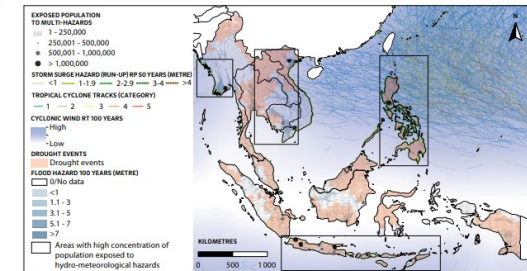 EXPOSED POPULATION
TO MULTI-HAZARDS
1 - 250,000
250,001 - 500,000
500,001 - 1,000,000
> 1,000,000
STORM SURGE HAZARD (RUN-UP) RP 50 YEARS (METRE)
<1 1-1.9 2-2.9 3-4 >4
TROPICAL CYCLONE TRACKS (CATEGORY)
1 2 3 4 5
CYCLONIC WIND RT 100 YEARS
High
Low
DROUGHT EVENTS
Drought events
FLOOD HAZARD 100 YEARS (METRE)
0/No data
<1
1.1 - 3
3.1 - 5
5.1 - 7
>7
Areas with high concentration of
population exposed to
hydro-meteorological hazards
KILOMETRES
0 500 1 000